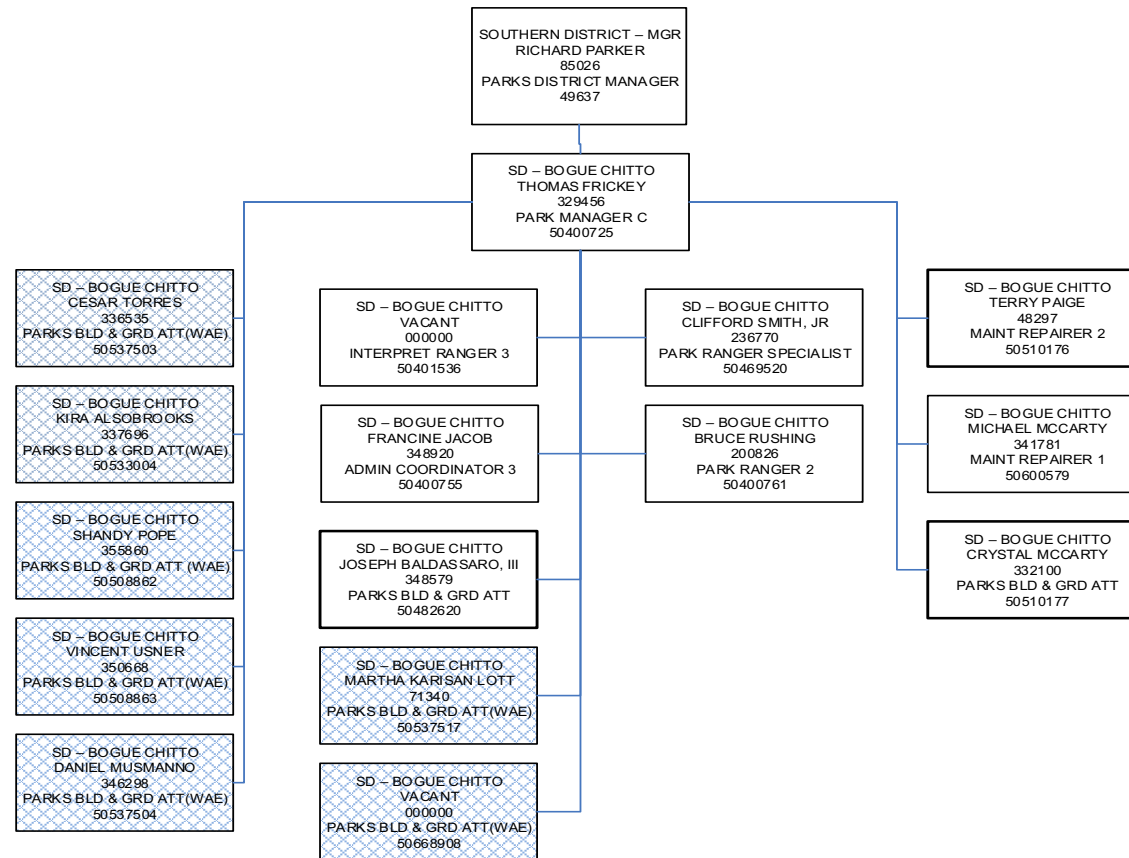 SOUTHERN DISTRICT – MGR
RICHARD PARKER
85026
PARKS DISTRICT MANAGER
49637
SD – BOGUE CHITTO
THOMAS FRICKEY
329456
PARK MANAGER C
50400725
SD – BOGUE CHITTO
CESAR TORRES
336535
PARKS BLD & GRD ATT(WAE)
50537503
SD – BOGUE CHITTO
KIRA ALSOBROOKS
337696
PARKS BLD & GRD ATT(WAE)
50533004
SD – BOGUE CHITTO
SHANDY POPE
355860
PARKS BLD & GRD ATT (WAE)
50508862
SD – BOGUE CHITTO
VINCENT USNER
350668
PARKS BLD & GRD ATT(WAE)
50508863
SD – BOGUE CHITTO
DANIEL MUSMANNO
346298
PARKS BLD & GRD ATT(WAE)
50537504
SD – BOGUE CHITTO
VACANT
000000
INTERPRET RANGER 3
50401536
SD – BOGUE CHITTO
CLIFFORD SMITH, JR
236770
PARK RANGER SPECIALIST
50469520
SD – BOGUE CHITTO
FRANCINE JACOB
348920
ADMIN COORDINATOR 3
50400755
SD – BOGUE CHITTO
BRUCE RUSHING
200826
PARK RANGER 2
50400761
SD – BOGUE CHITTO
JOSEPH BALDASSARO, III
348579
PARKS BLD & GRD ATT
50482620
SD – BOGUE CHITTO
MARTHA KARISAN LOTT
71340
PARKS BLD & GRD ATT(WAE)
50537517
SD – BOGUE CHITTO
VACANT
000000
PARKS BLD & GRD ATT(WAE)
50668908
SD – BOGUE CHITTO
TERRY PAIGE
48297
MAINT REPAIRER 2
50510176
SD – BOGUE CHITTO
MICHAEL MCCARTY
341781
MAINT REPAIRER 1
50600579
SD – BOGUE CHITTO
CRYSTAL MCCARTY
332100
PARKS BLD & GRD ATT
50510177